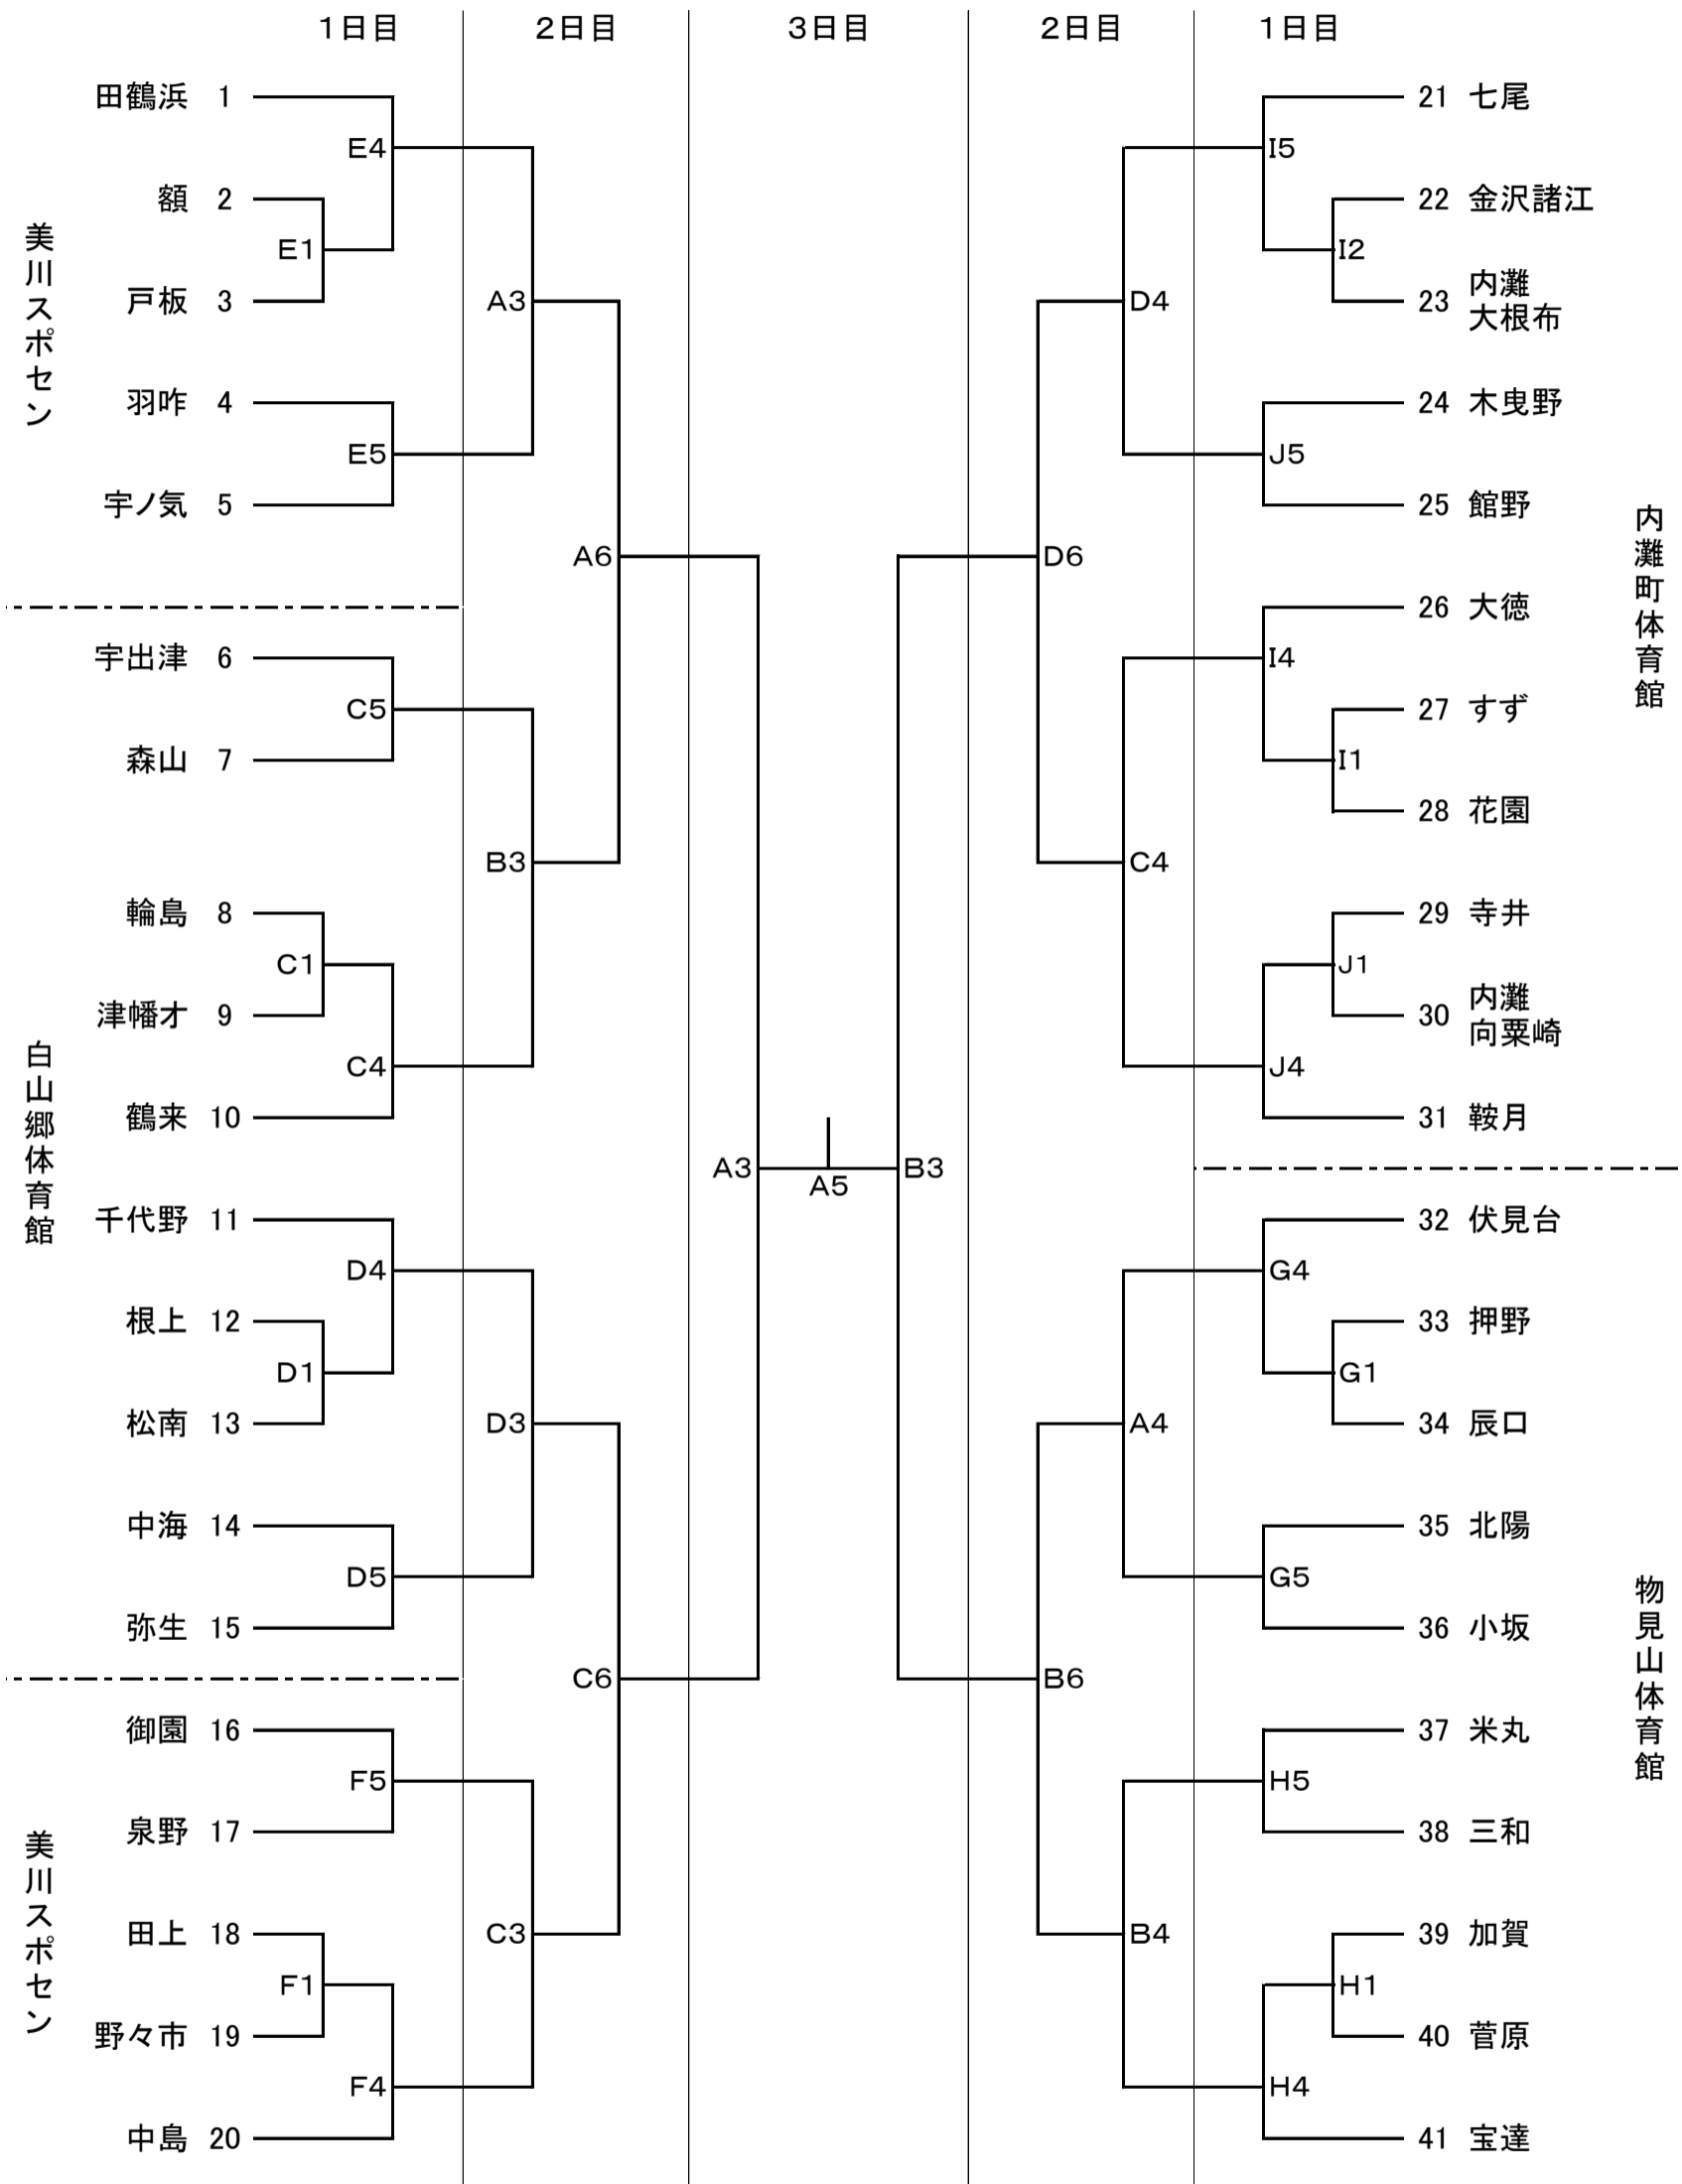 1日目 2日目 3日目 2日目 1日目
美川スポセン
田鶴浜 1
E4
額 2
E1
戸板 3
A3
羽咋 4
E5
宇ノ気 5
A6
白山郷体育館
宇出津 6
C5
森山 7
B3
輪島 8
C1
津幡才 9
C4
鶴来 10
千代野 11
D4
根上 12
D1
松南 13
D3
中海 14
D5
弥生 15
C6
美川スポセン
御園 16
F5
泉野 17
田上 18
C3
F1
野々市 19
F4
中島 20
A3
A5
B3
内灘町体育館
21 七尾
I5
22 金沢諸江
I2
23 内灘
大根布
D4
24 木曳野
J5
25 館野
D6
26 大徳
I4
27 すず
I1
28 花園
C4
29 寺井
J1
30 内灘
向粟崎
J4
31 鞍月
物見山体育館
32 伏見台
G4
33 押野
G1
34 辰口
A4
35 北陽
G5
36 小坂
B6
37 米丸
H5
38 三和
39 加賀
B4
H1
40 菅原
H4
41 宝達